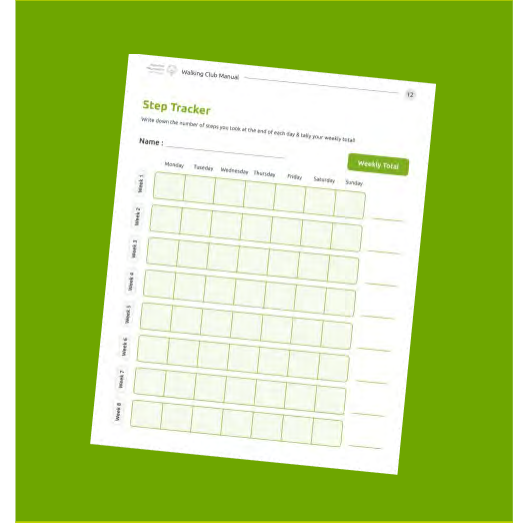 Walking Club Manual
12
Step Tracker
Write down the number of steps you took at the end of each day & tally your weekly total!
Name :
Weekly Total
Monday Tuesday Wednesday Thursday Friday Saturday Sunday
Week 1
Week 2
Week 3
Week 4
Week 5
Week 6
Week 7
Week 8